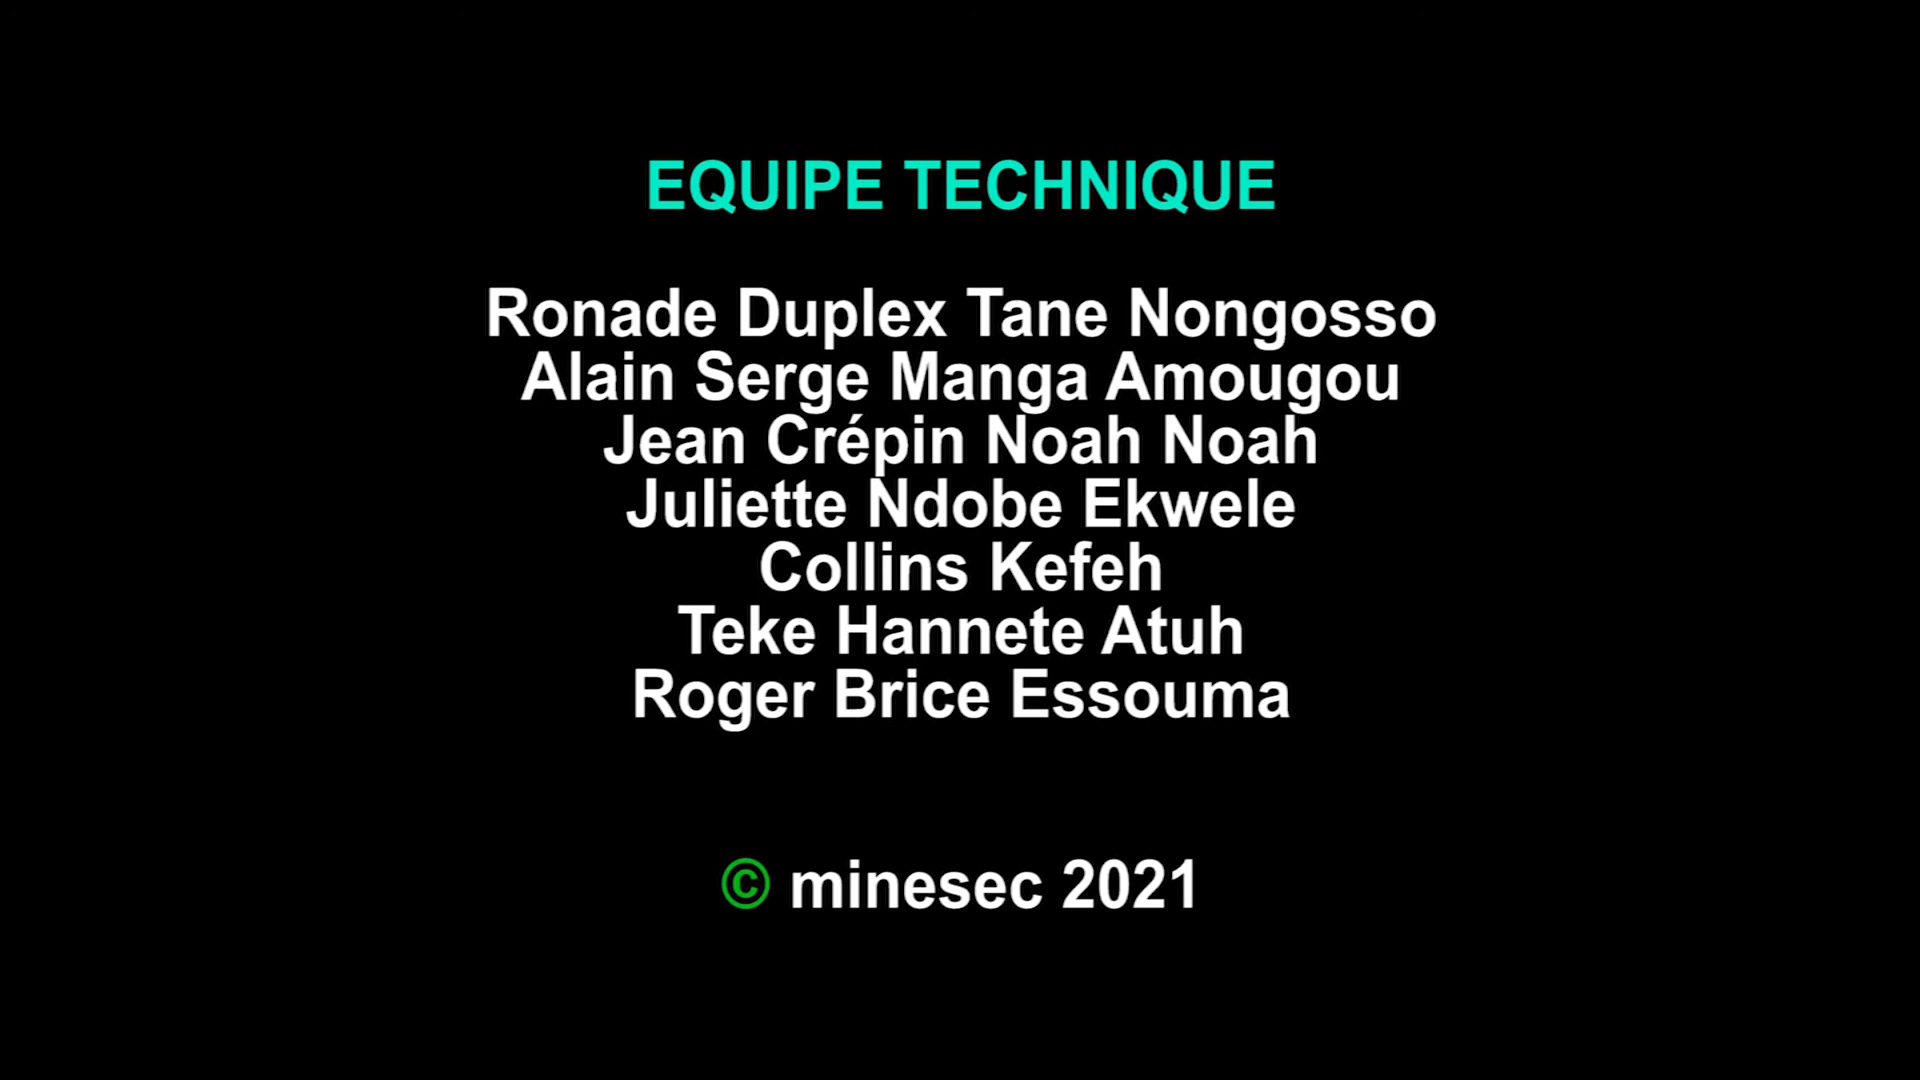 EQUIPE TECHNIQUE
Ronade Duplex Tane Nongosso
Alain Serge Manga Amougou
Jean Crépin Noah Noah
Juliette Ndobe Ekwele
Collins Kefeh
Teke Hannete Atuh
Roger Brice Essouma
© minesec 2021